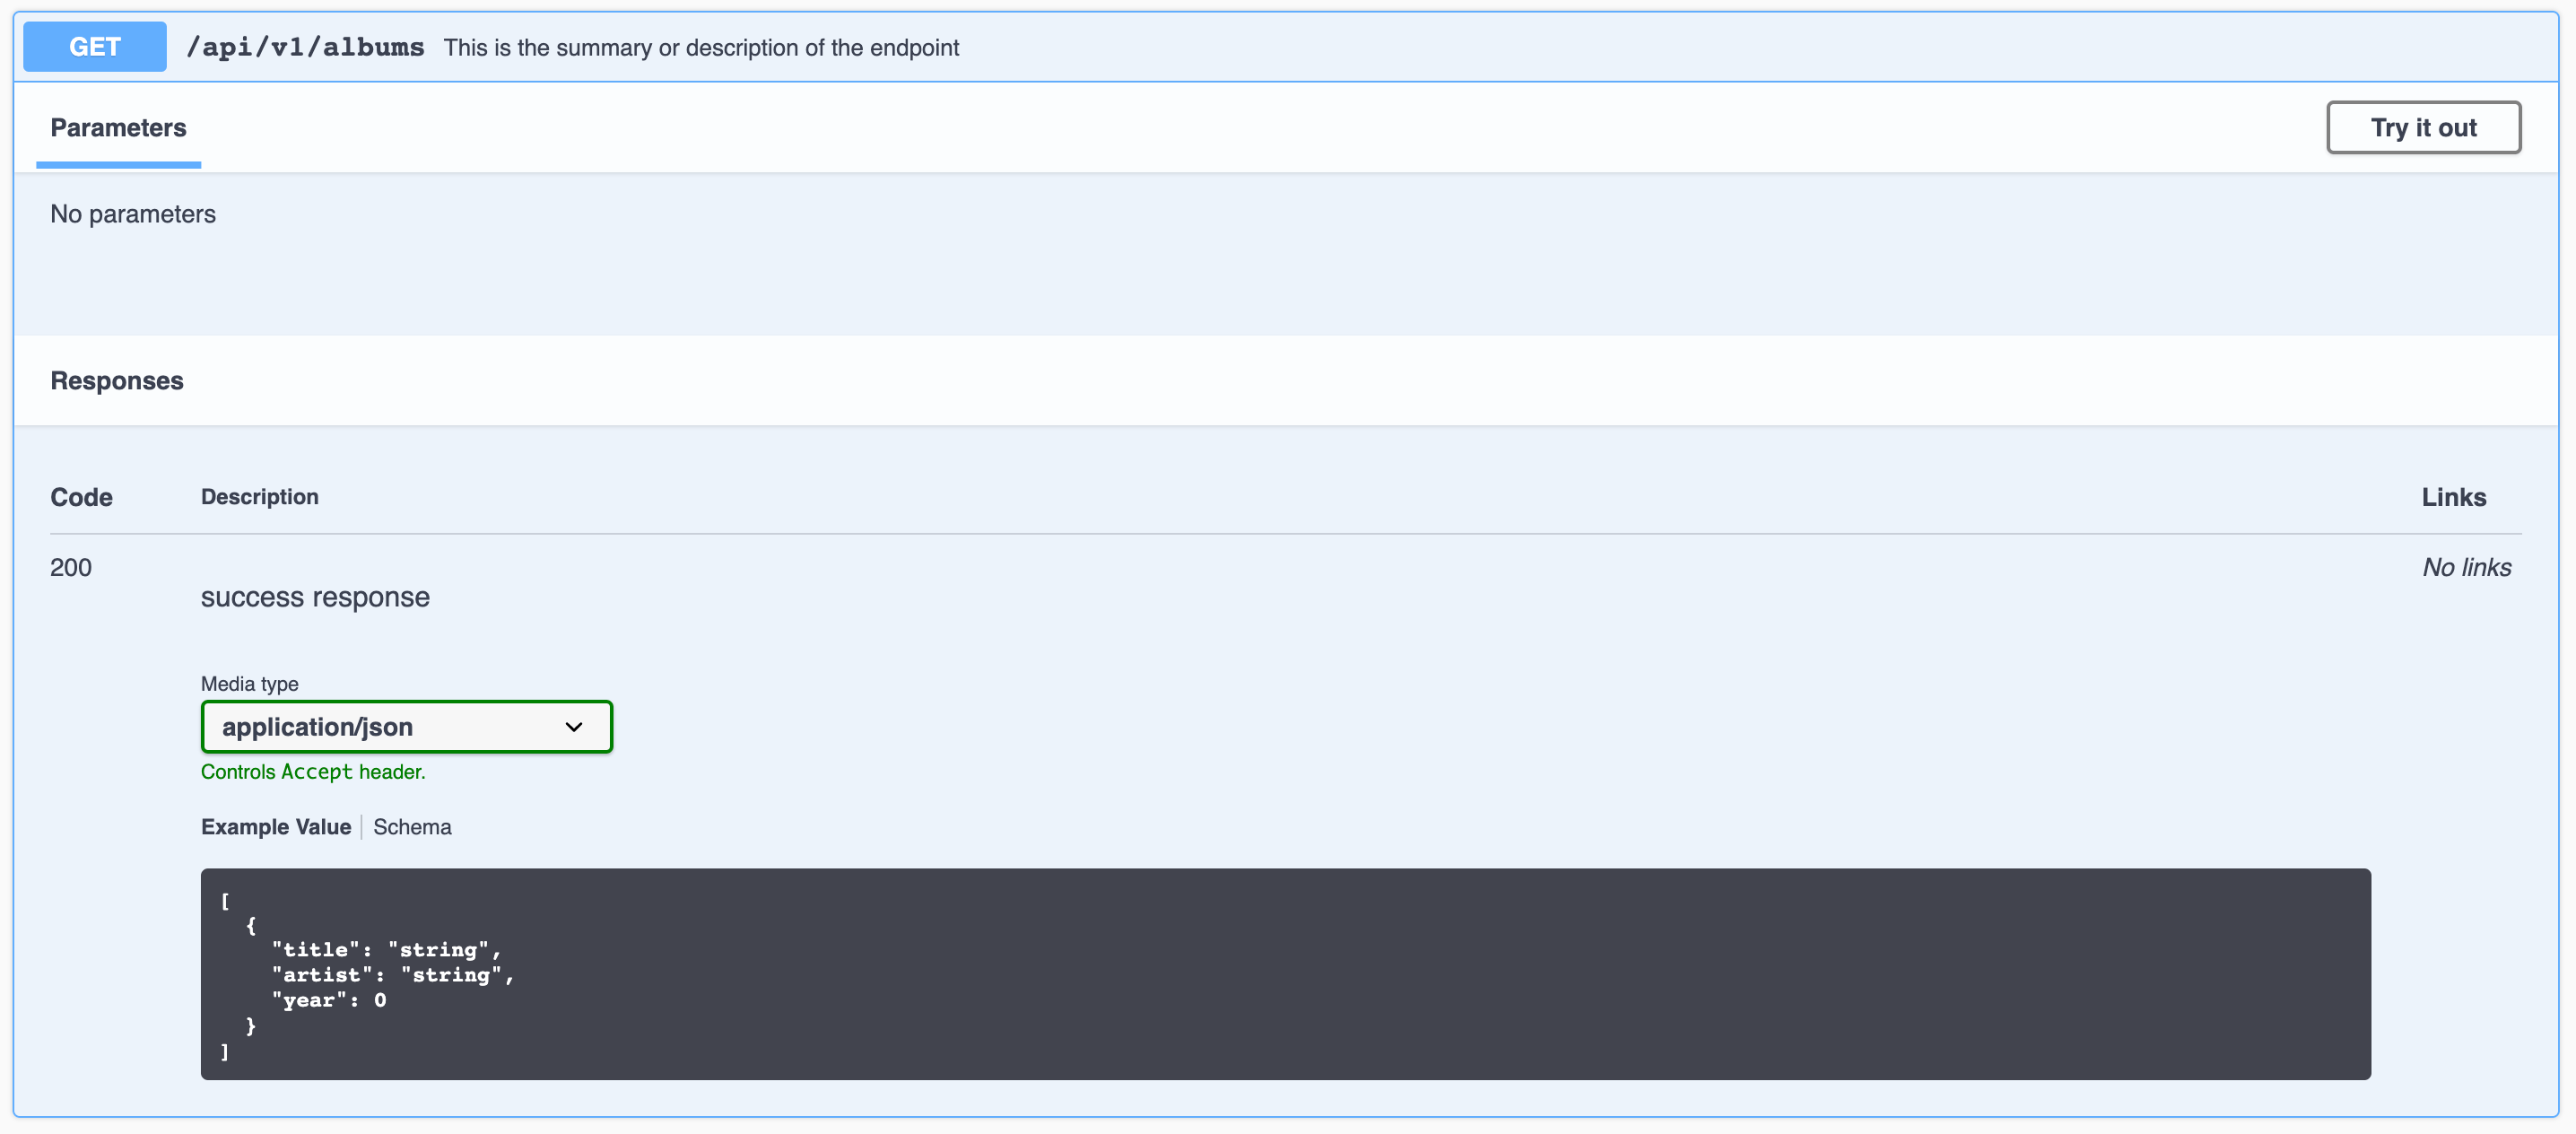 GET /api/v1/albums This is the summary or description of the endpoint
Parameters Try it out
No parameters
Responses
Code Description Links
200 No links
success response
Media type
application/json
Controls Accept header.
Example Value Schema
[
  {
    "title": "string",
    "artist": "string",
    "year": 0
  }
]